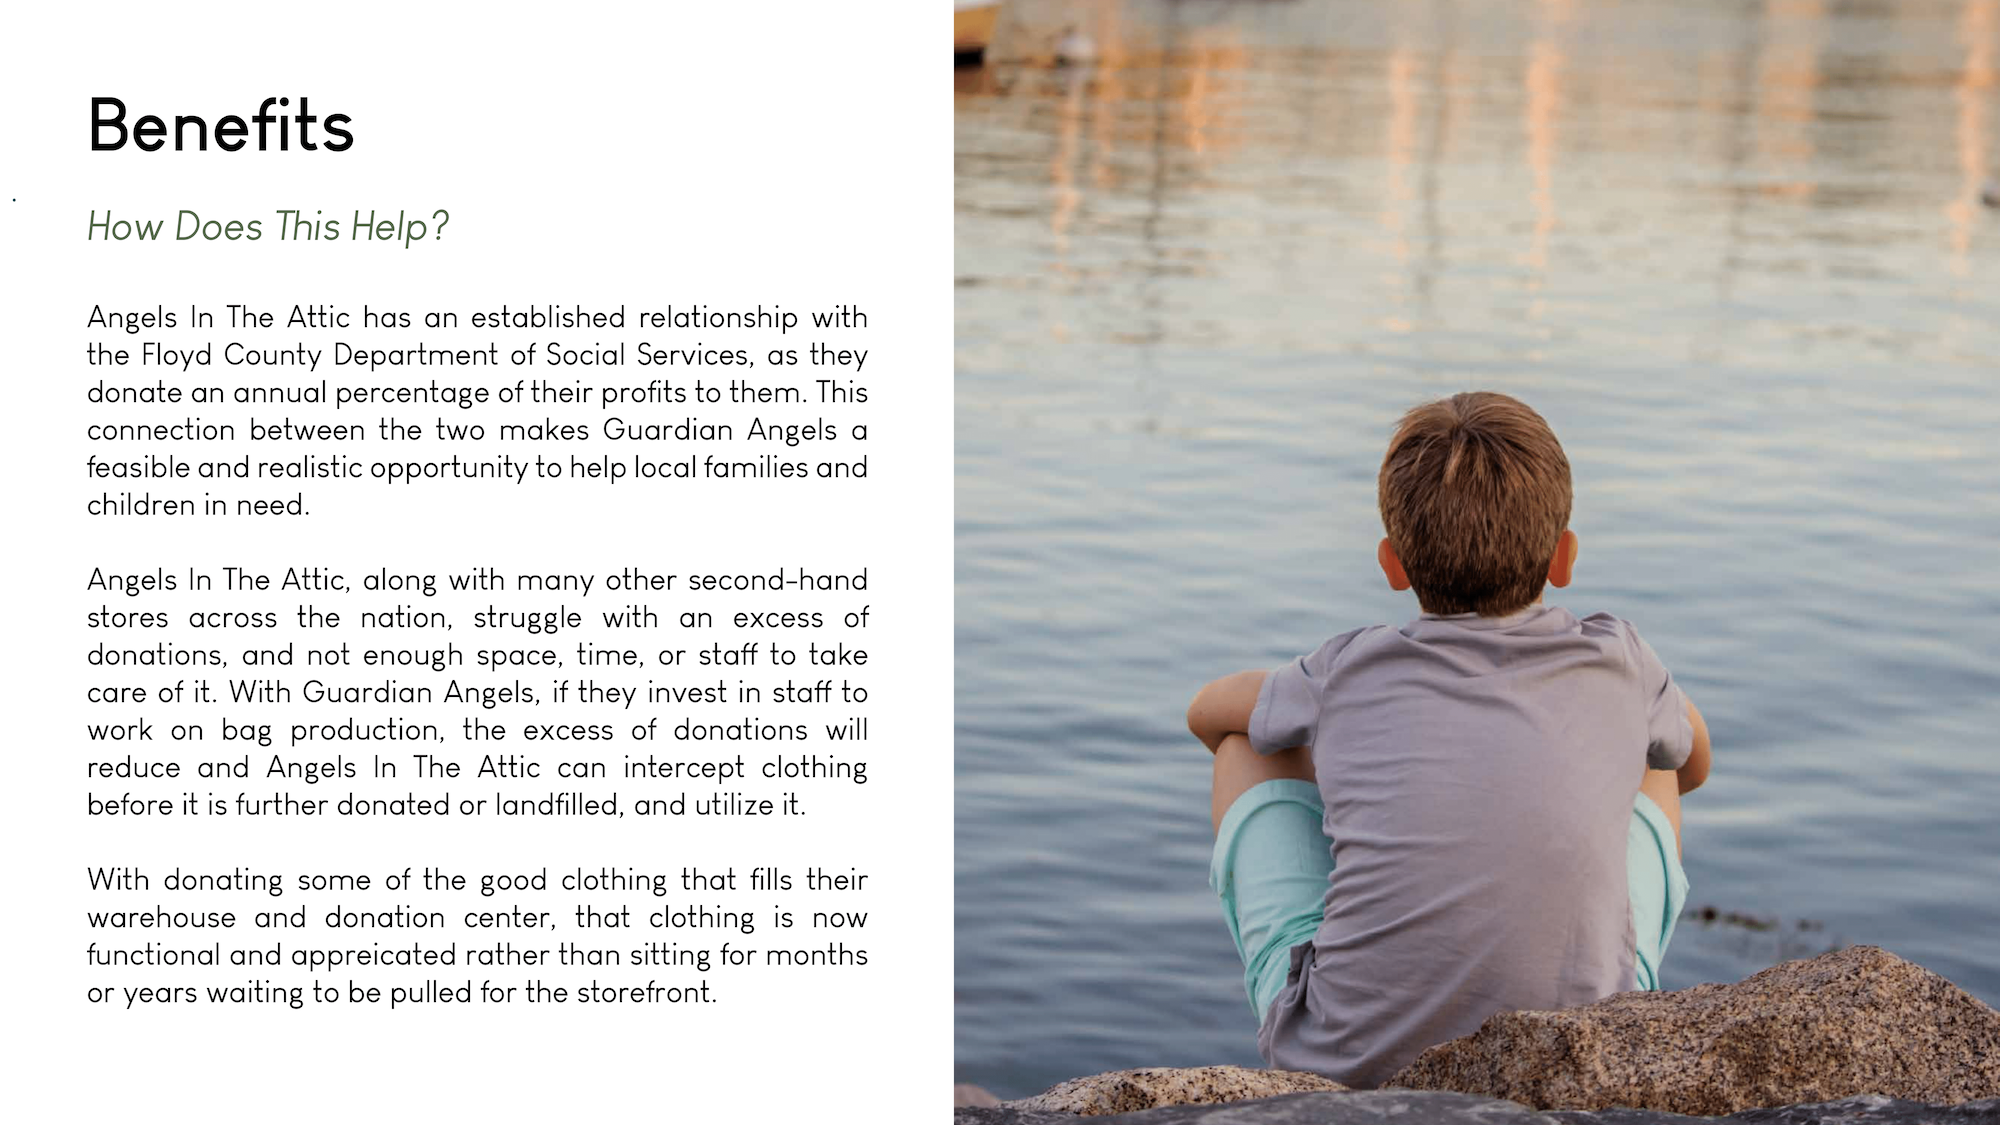 Benefits
How Does This Help?
Angels In The Attic has an established relationship with
the Floyd County Department of Social Services, as they
donate an annual percentage of their profits to them. This
connection between the two makes Guardian Angels a
feasible and realistic opportunity to help local families and
children in need.
Angels In The Attic, along with many other second-hand
stores across the nation, struggle with an excess of
donations, and not enough space, time, or staff to take
care of it. With Guardian Angels, if they invest in staff to
work on bag production, the excess of donations will
reduce and Angels In The Attic can intercept clothing
before it is further donated or landfilled, and utilize it.
With donating some of the good clothing that fills their
warehouse and donation center, that clothing is now
functional and appreicated rather than sitting for months
or years waiting to be pulled for the storefront.